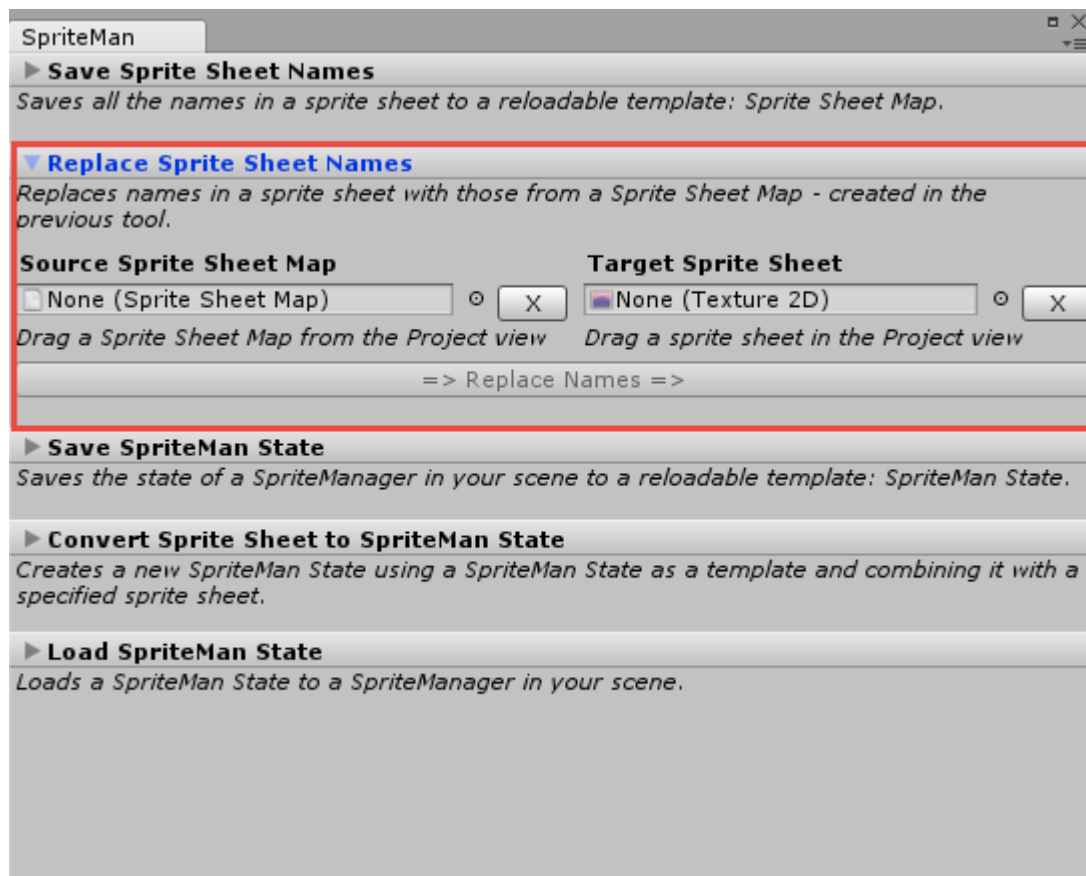 SpriteMan
Save Sprite Sheet Names
Saves all the names in a sprite sheet to a reloadable template: Sprite Sheet Map.
Replace Sprite Sheet Names
Replaces names in a sprite sheet with those from a Sprite Sheet Map - created in the
previous tool.
Source Sprite Sheet Map
Target Sprite Sheet
None (Sprite Sheet Map)
X
None (Texture 2D)
X
Drag a Sprite Sheet Map from the Project view
Drag a sprite sheet in the Project view
=> Replace Names =>
Save SpriteMan State
Saves the state of a SpriteManager in your scene to a reloadable template: SpriteMan State.
Convert Sprite Sheet to SpriteMan State
Creates a new SpriteMan State using a SpriteMan State as a template and combining it with a
specified sprite sheet.
Load SpriteMan State
Loads a SpriteMan State to a SpriteManager in your scene.